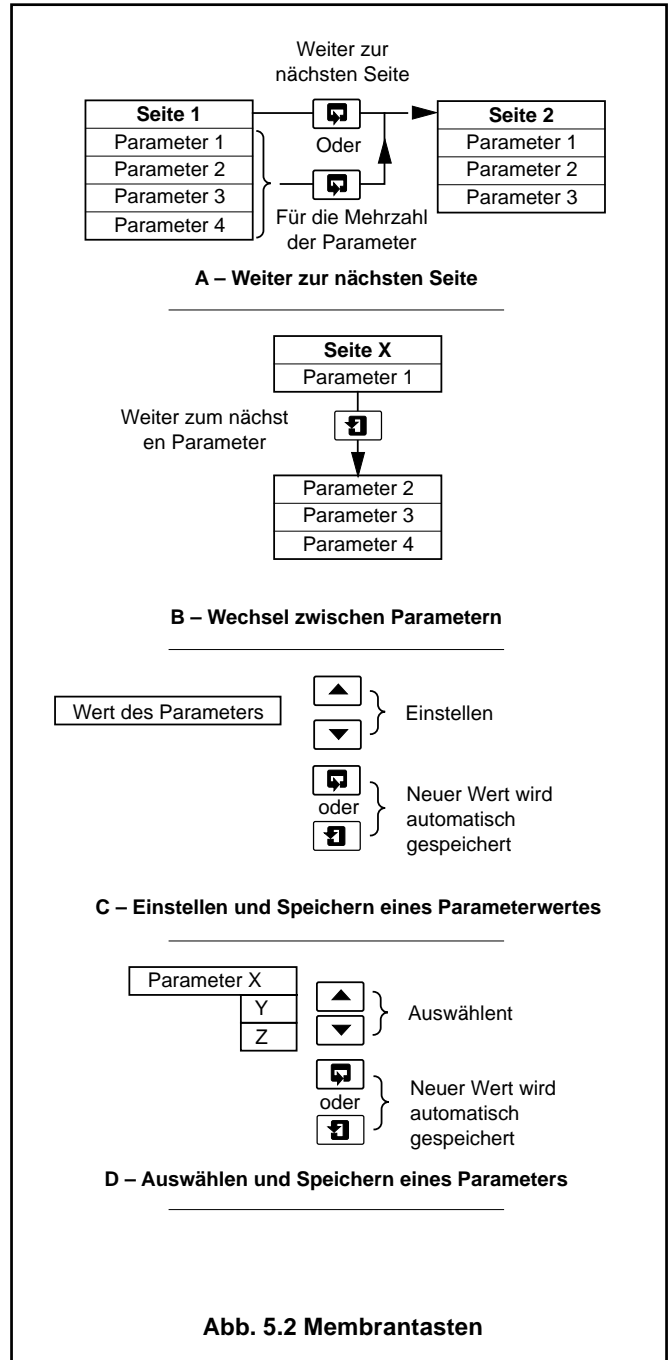 Weiter zur
nächsten Seite
Seite 1
Parameter 1
Parameter 2
Parameter 3
Parameter 4
Oder
Für die Mehrzahl
der Parameter
Seite 2
Parameter 1
Parameter 2
Parameter 3
A – Weiter zur nächsten Seite
Seite X
Parameter 1
Weiter zum nächst
en Parameter
Parameter 2
Parameter 3
Parameter 4
B – Wechsel zwischen Parametern
Wert des Parameters
Einstellen
oder
Neuer Wert wird
automatisch
gespeichert
C – Einstellen und Speichern eines Parameterwertes
Parameter X
Y
Z
Auswählent
oder
Neuer Wert wird
automatisch
gespeichert
D – Auswählen und Speichern eines Parameters
Abb. 5.2 Membrantasten